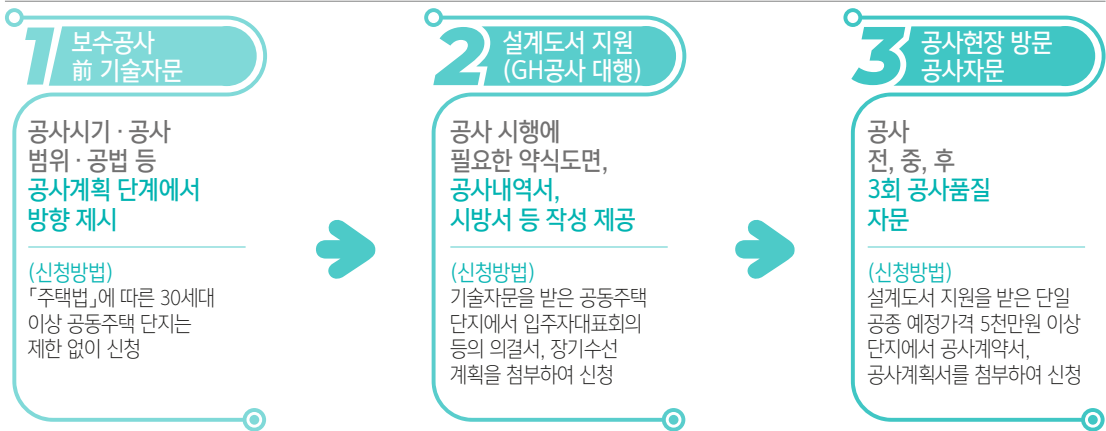 1 보수공사
前 기술자문
공사시기 · 공사
범위 · 공법 등
공사계획 단계에서
방향 제시
(신청방법)
「주택법」에 따른 30세대
이상 공동주택 단지는
제한 없이 신청
2 설계도서 지원
(GH공사 대행)
공사 시행에
필요한 약식도면,
공사내역서,
시방서 등 작성 제공
(신청방법)
기술자문을 받은 공동주택
단지에서 입주자대표회의
등의 의결서, 장기수선
계획을 첨부하여 신청
3 공사현장 방문
공사자문
공사
전, 중, 후
3회 공사품질
자문
(신청방법)
설계도서 지원을 받은 단일
공종 예정가격 5천만원 이상
단지에서 공사계약서,
공사계획서를 첨부하여 신청